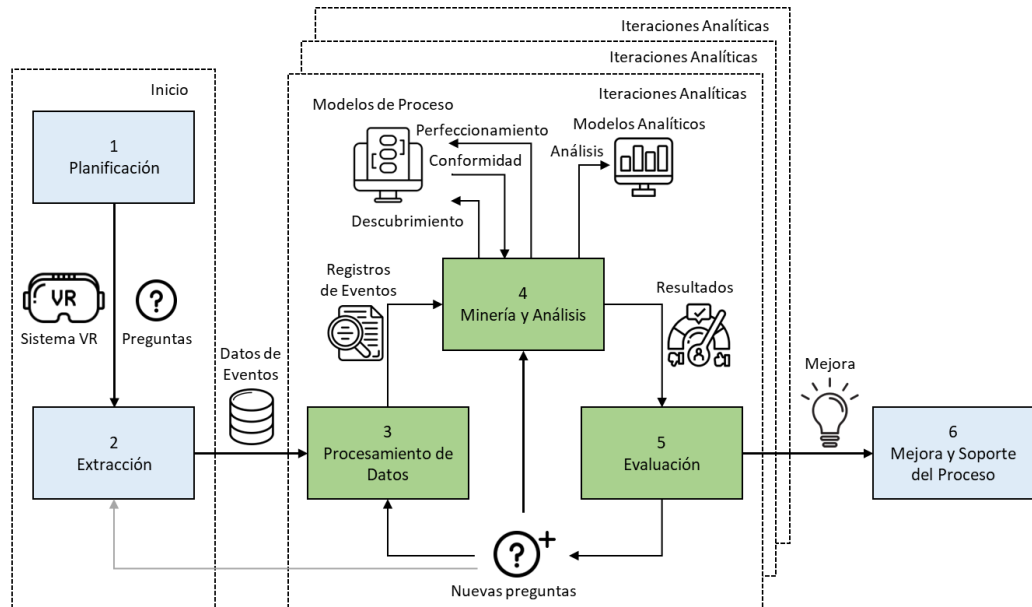 Iteraciones Analíticas
Iteraciones Analíticas
Iteraciones Analíticas
Inicio
1
Planificación
Sistema VR
VR
Preguntas
2
Extracción
Datos de
Eventos
Modelos de Proceso
Perfeccionamiento
Conformidad
Descubrimiento
Modelos Analíticos
Análisis
Registros
de Eventos
4
Minería y Análisis
Resultados
3
Procesamiento de
Datos
5
Evaluación
?
?+
Nuevas preguntas
Mejora
6
Mejora y Soporte
del Proceso